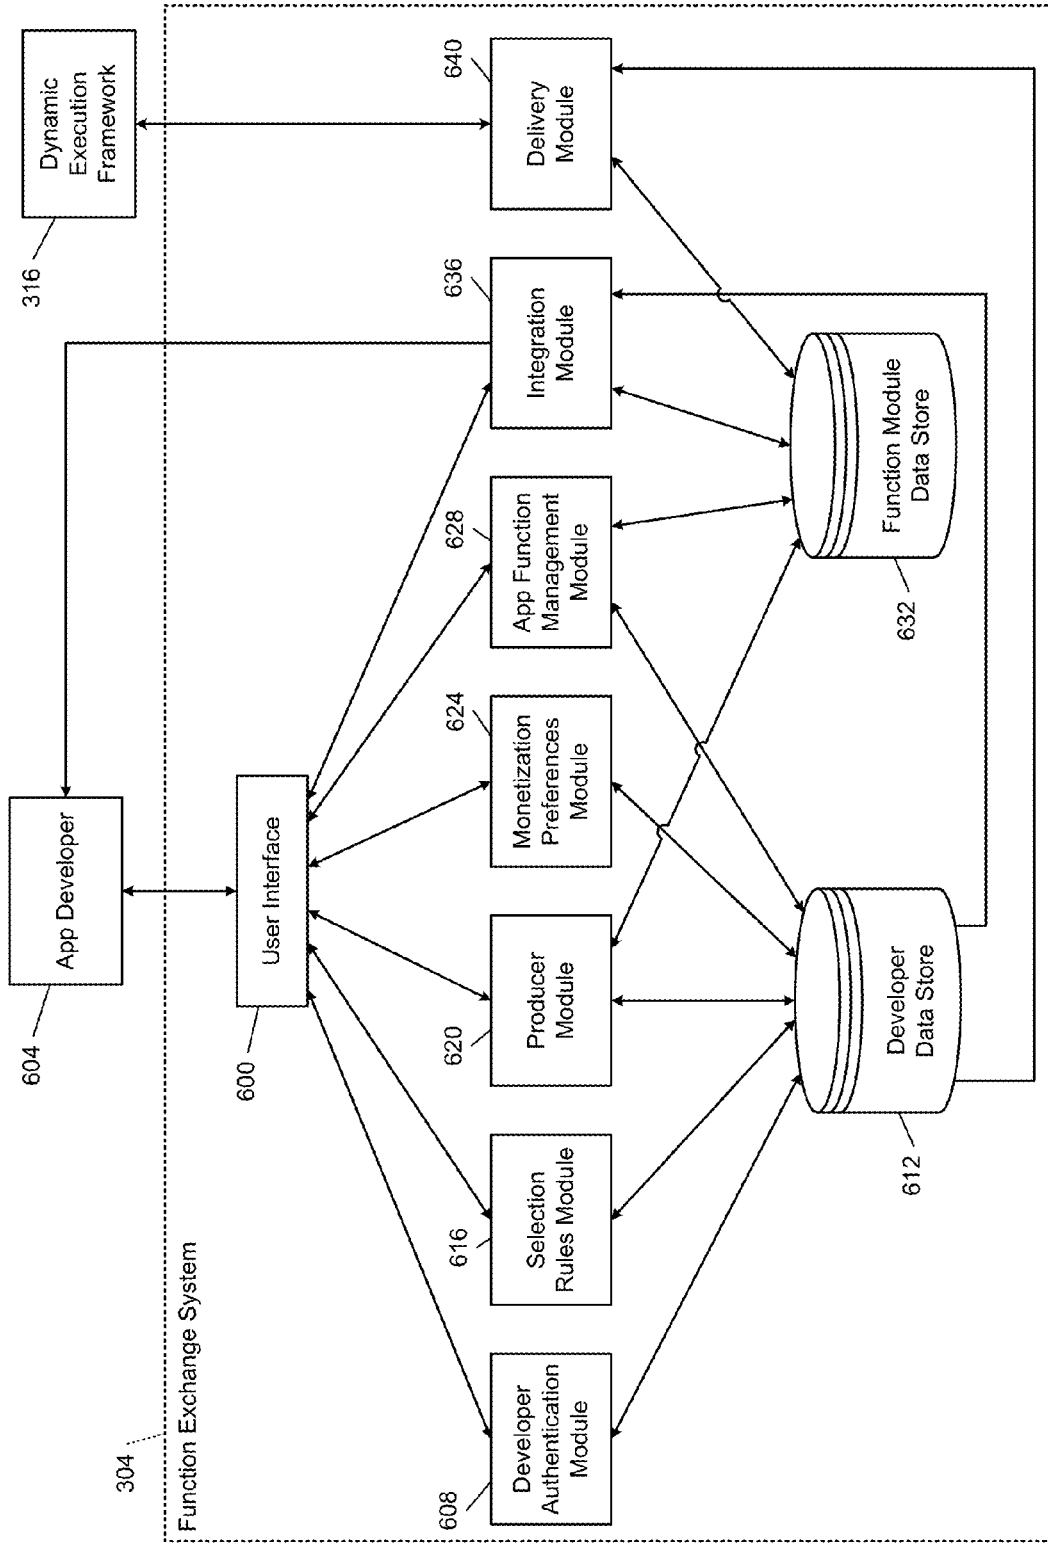 304
Function Exchange System
604
App Developer
316
Dynamic
Execution
Framework
600
User Interface
608
Developer
Authentication
Module
616
Selection
Rules Module
620
Producer
Module
624
Monetization
Preferences
Module
628
App Function
Management
Module
636
Integration
Module
640
Delivery
Module
612
Developer
Data Store
632
Function Module
Data Store